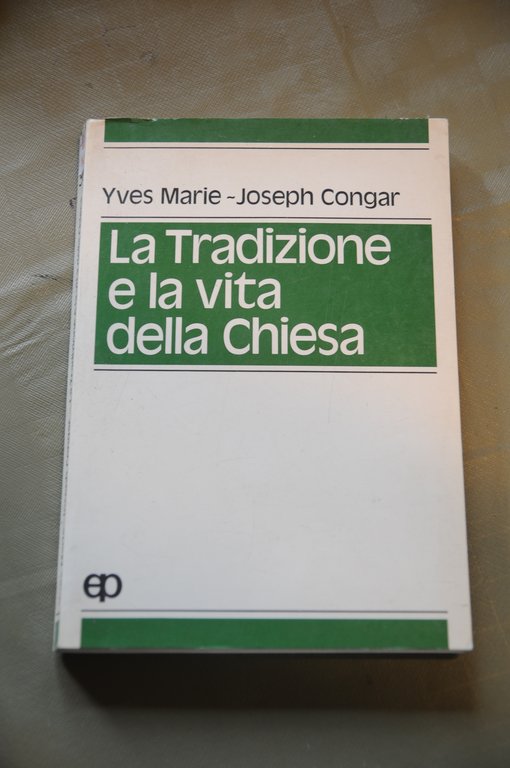 Yves Marie ~Joseph Congar
La Tradizione
e la vita
della Chiesa
ep